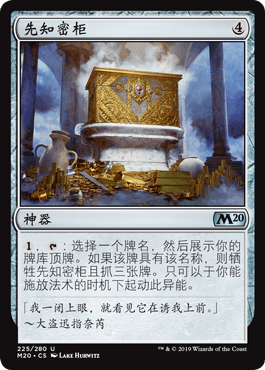 先知密柜 4
神器 M20
1,:选择一个牌名,然后展示你的
牌库顶牌。如果该牌具有该名称,则牺
牲先知密柜且抓三张牌。只可以于你能
施放法术的时机下起动此异能。
「我一闭上眼,就看见它在诱我上前。」
~大盗迅指奈芮
225/280 U
M20 • CS LAKE HURWITZ ™ & © 2019 Wizards of the Coast